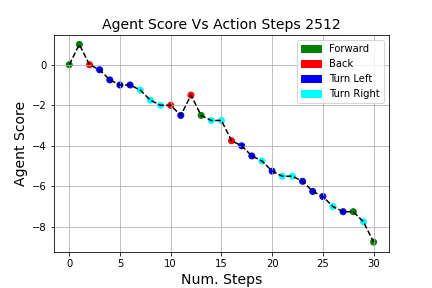 Agent Score Vs Action Steps 2512
Forward
Back
Turn Left
Turn Right
Agent Score
0
−2
−4
−6
−8
0 5 10 15 20 25 30
Num. Steps